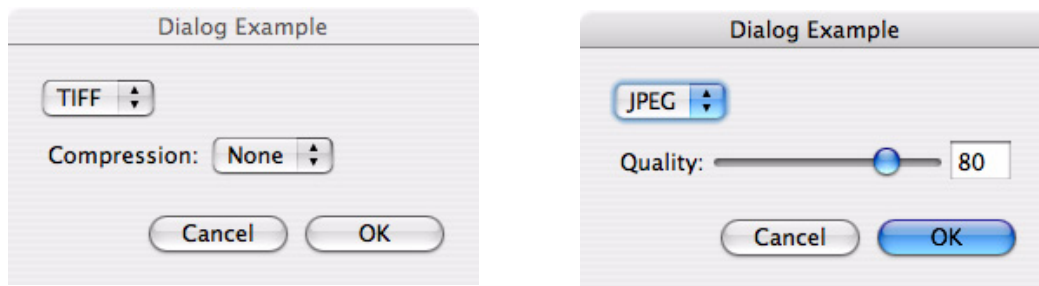 Dialog Example
TIFF
Compression: None
Cancel OK
Dialog Example
JPEG
Quality: 80
Cancel OK